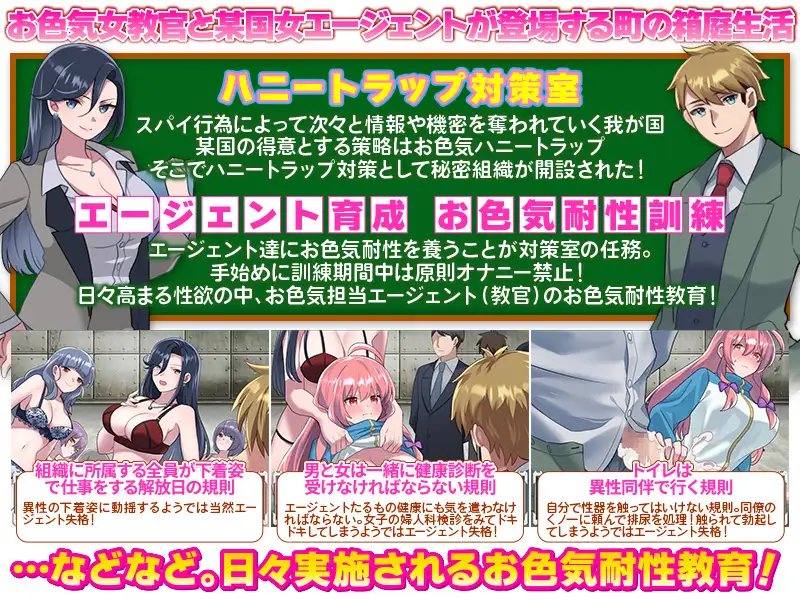 お色気女教官と某国女エージェントが登場する町の箱庭生活
ハニートラップ対策室
スパイ行為によって次々と情報や機密を奪われていく我が国
某国の得意とする策略はお色気ハニートラップ
そこでハニートラップ対策として秘密組織が開設された!
エージェント育成 お色気耐性訓練
エージェント達にお色気耐性を養うことが対策室の任務。
手始めに訓練期間中は原則オナニー禁止!
日々高まる性欲の中、お色気担当エージェント(教官)のお色気耐性教育!
組織に所属する全員が下着姿
で仕事をする解放日の規則
異性の下着姿に動揺するようでは当然エー
ジェント失格!
男と女は一緒に健康診断を
受けなければならない規則
エージェントたるもの健康にも気を遣わなけ
ればならない。女子の婦人科検診をみてドキ
ドキしてしまうようではエージェント失格!
トイレは
異性同伴で行く規則
自分で性器を触ってはいけない規則。同僚の
くノーに頼んで排尿を処理!触られて勃起し
てしまうようではエージェント失格!
…などなど。日々実施されるお色気耐性教育!